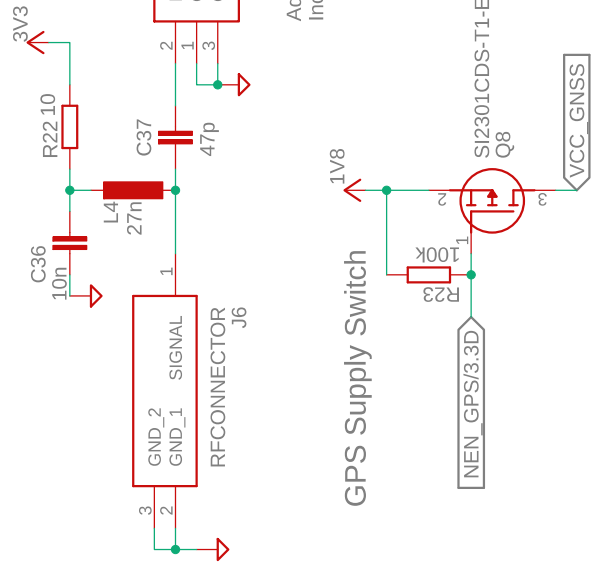 3V3
R22
10
C36
10n
L4
27n
C37
47p
2
1
3
1
SIGNAL
GND_2
GND_1
RFCONNECTOR
J6
3
2
GPS Supply Switch
1V8
100k
R23
SI2301CDS-T1-E
Q8
2
3
1
VCC_GNSS
NEN_GPS/3.3D